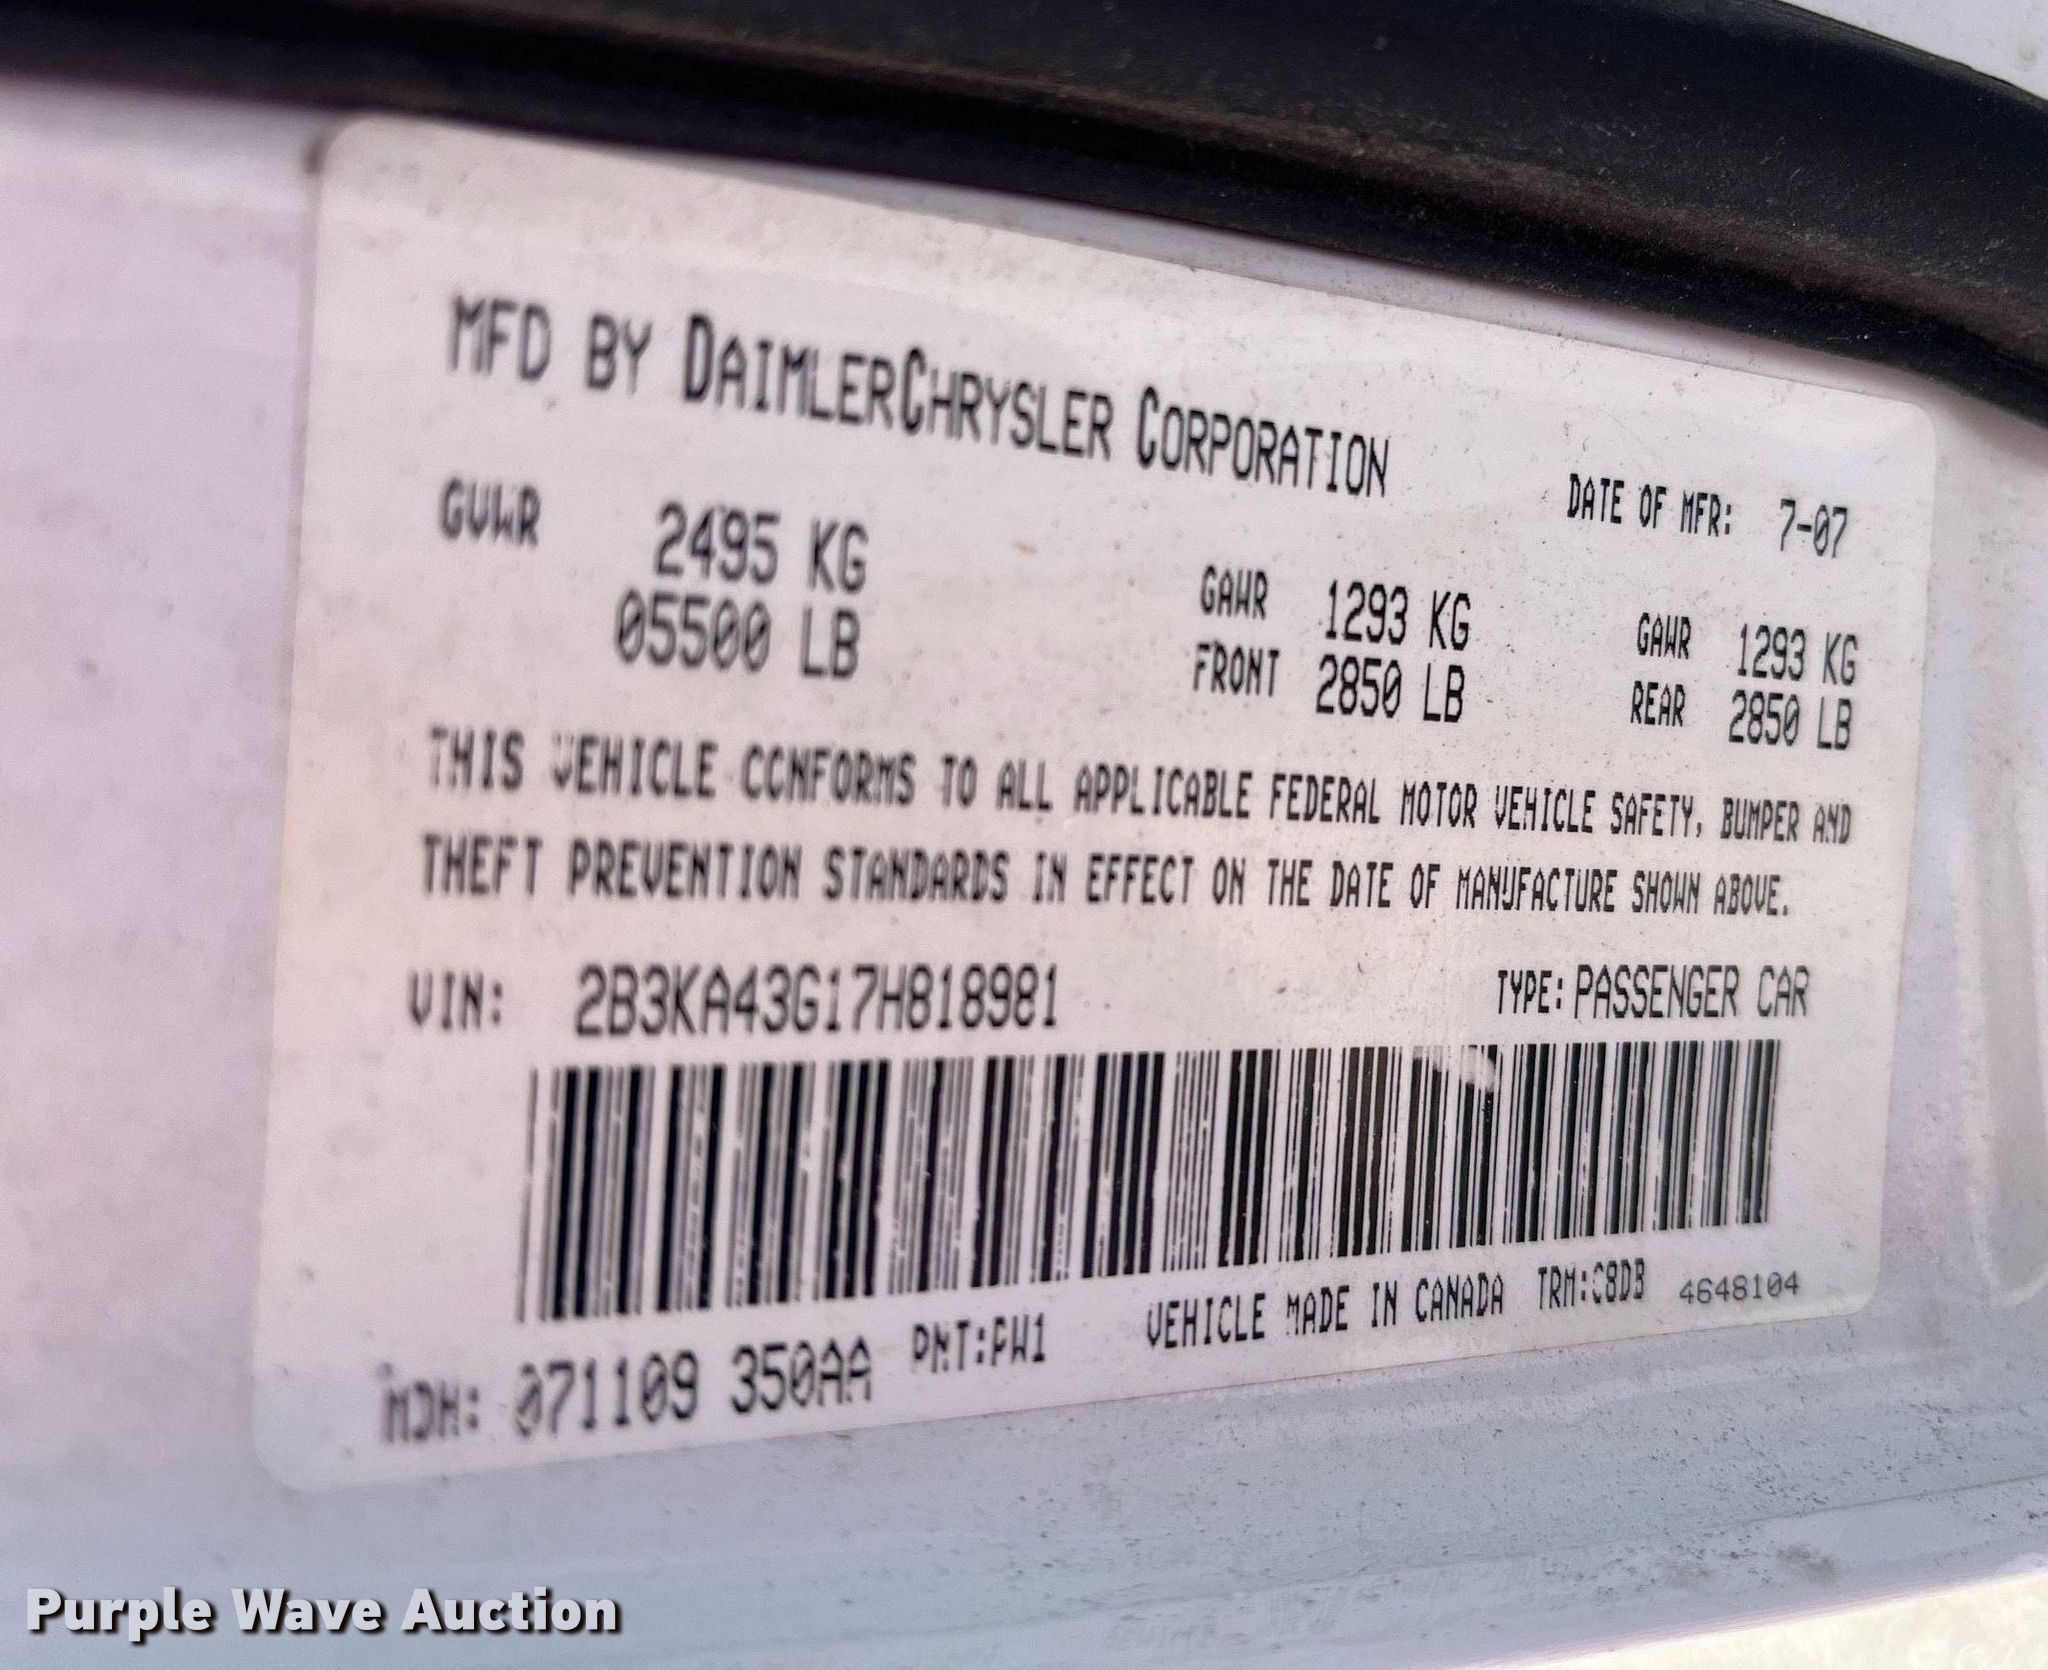 MFD BY DAIMLERCHRYSLER CORPORATION
DATE OF MFR: 7-07
GVWR 2495 KG
05500 LB
GAWR FRONT 1293 KG
2850 LB
GAWR REAR 1293 KG
2850 LB
THIS VEHICLE CONFORMS TO ALL APPLICABLE FEDERAL MOTOR VEHICLE SAFETY, BUMPER AND
THEFT PREVENTION STANDARDS IN EFFECT ON THE DATE OF MANUFACTURE SHOWN ABOVE.
VIN: 2B3KA43G17H818981 TYPE: PASSENGER CAR
MDH: 071109 350AA PNT:PW1 VEHICLE MADE IN CANADA TRM:C8DB 4648104
Purple Wave Auction